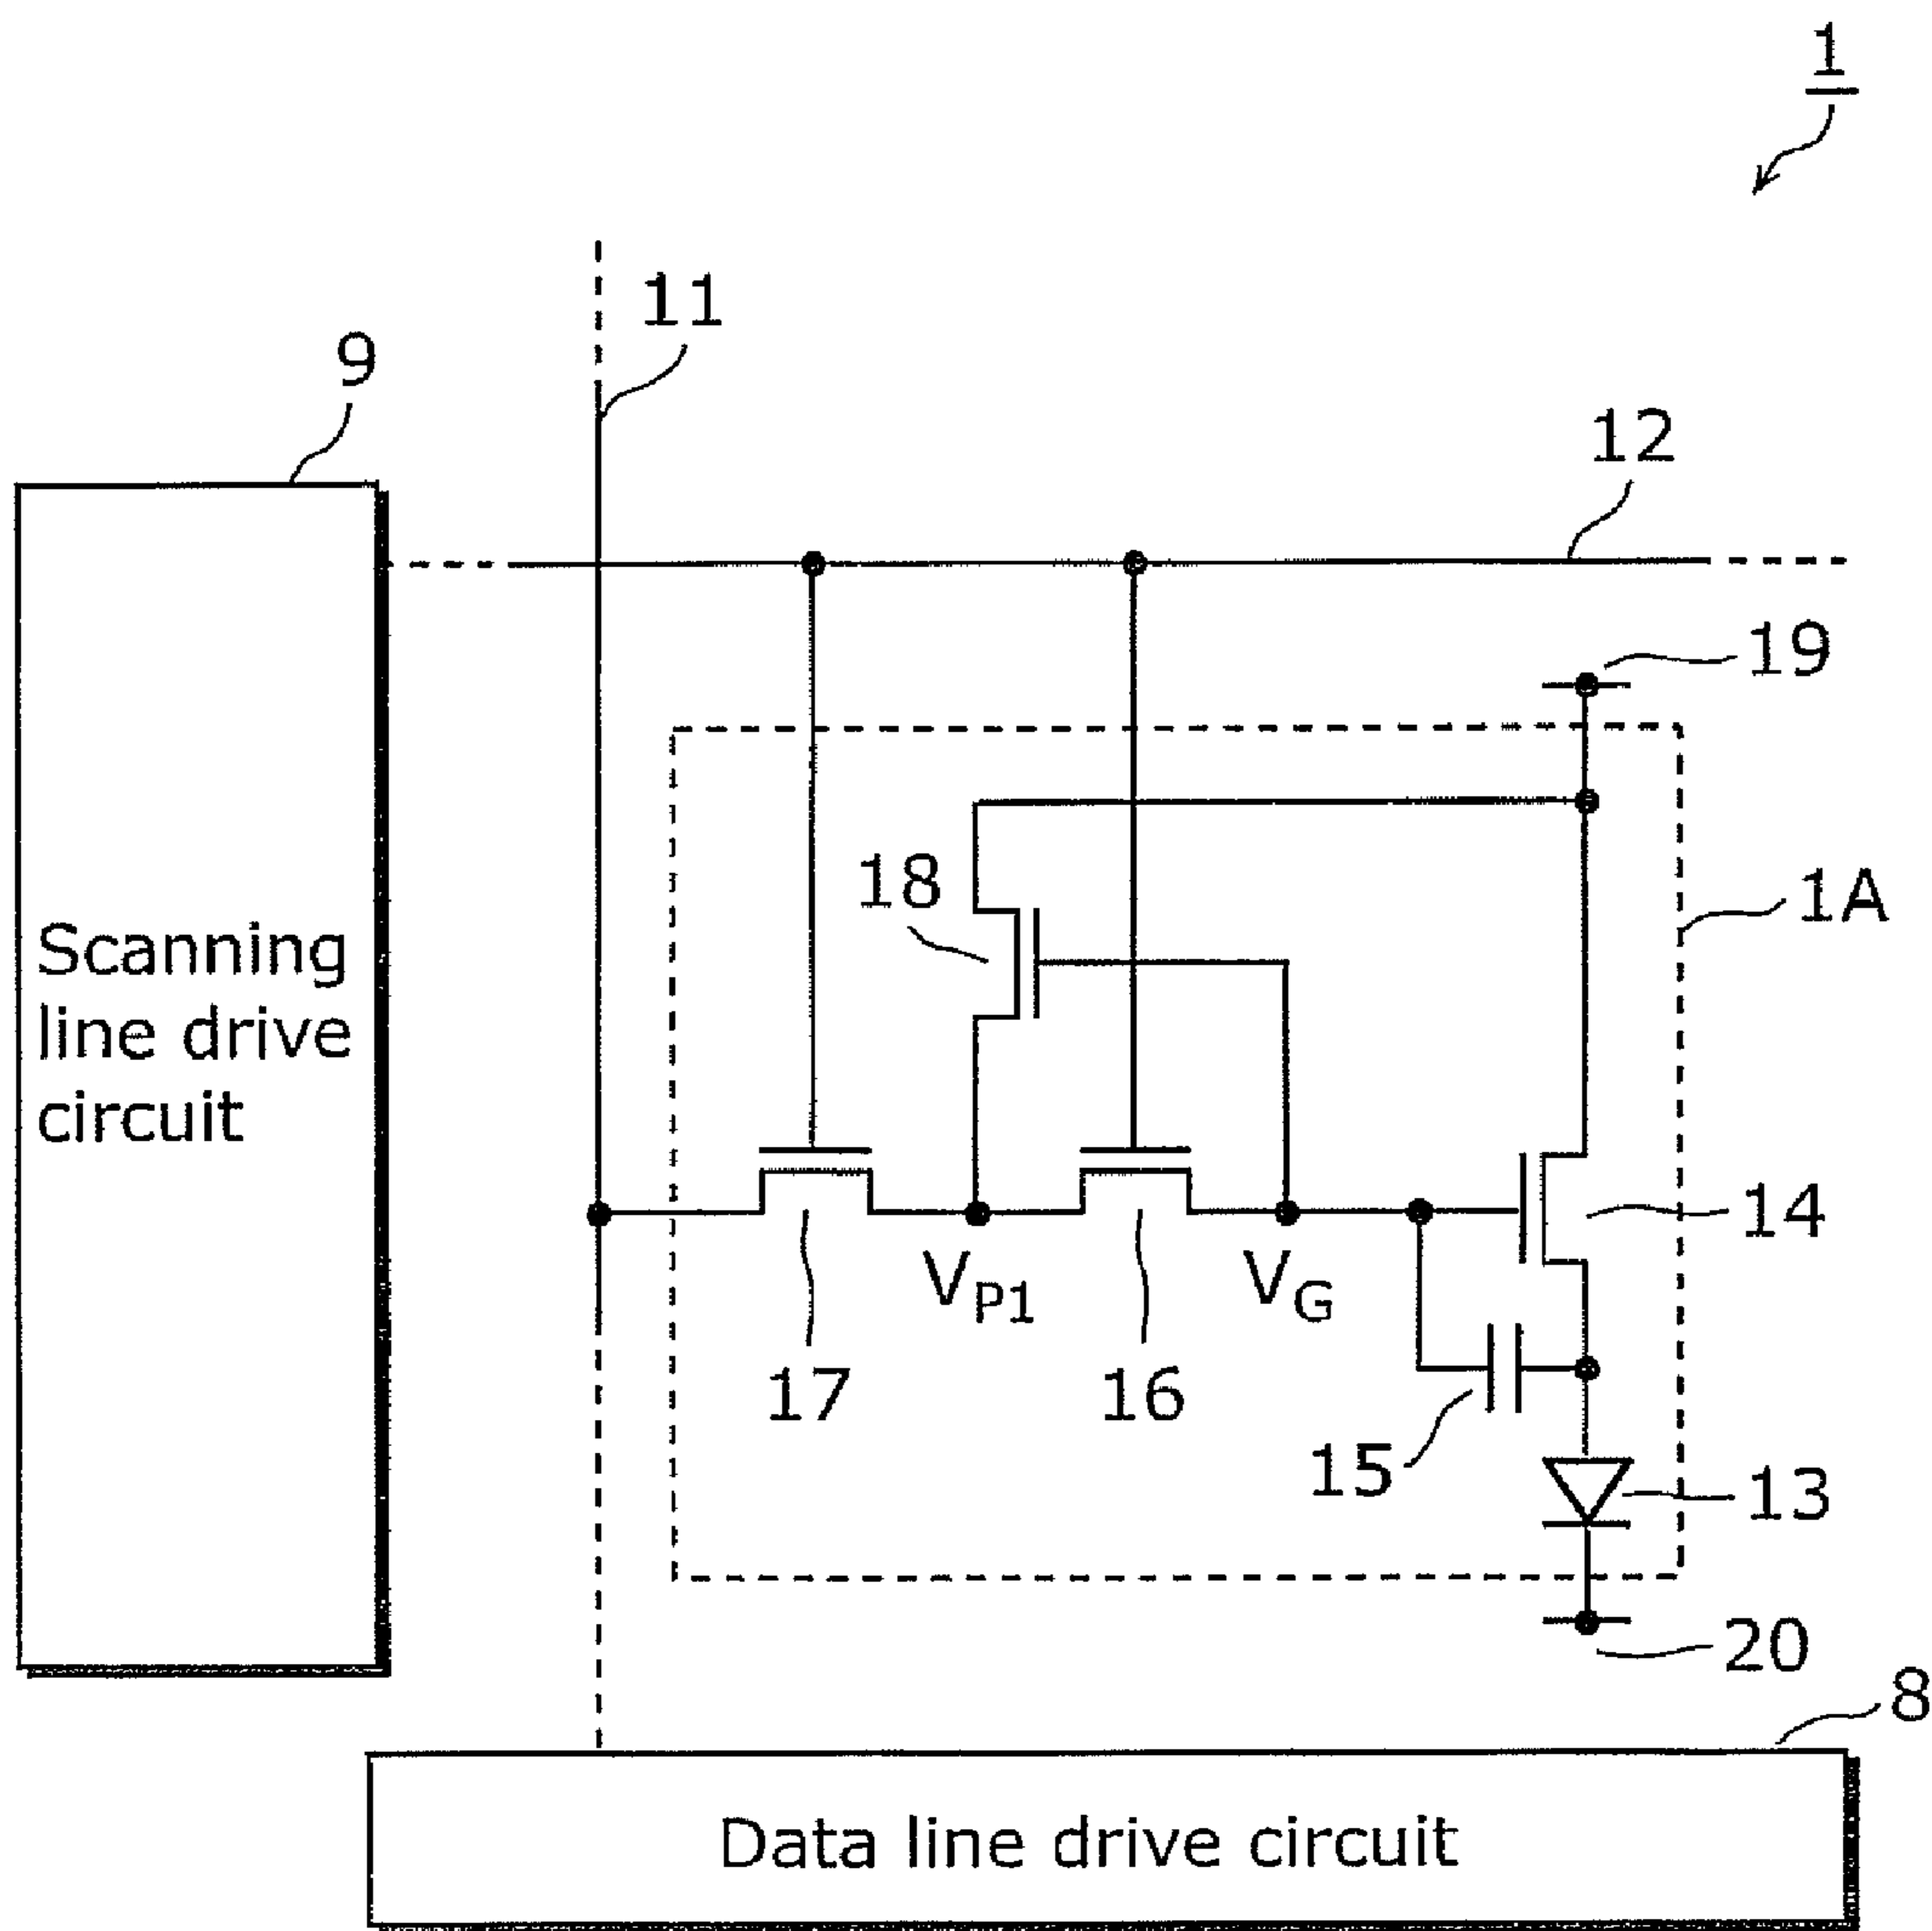 1
11
9
12
19
18
1A
Scanning
line drive
circuit
14
VP1
VG
17
16
15
13
20
8
Data line drive circuit